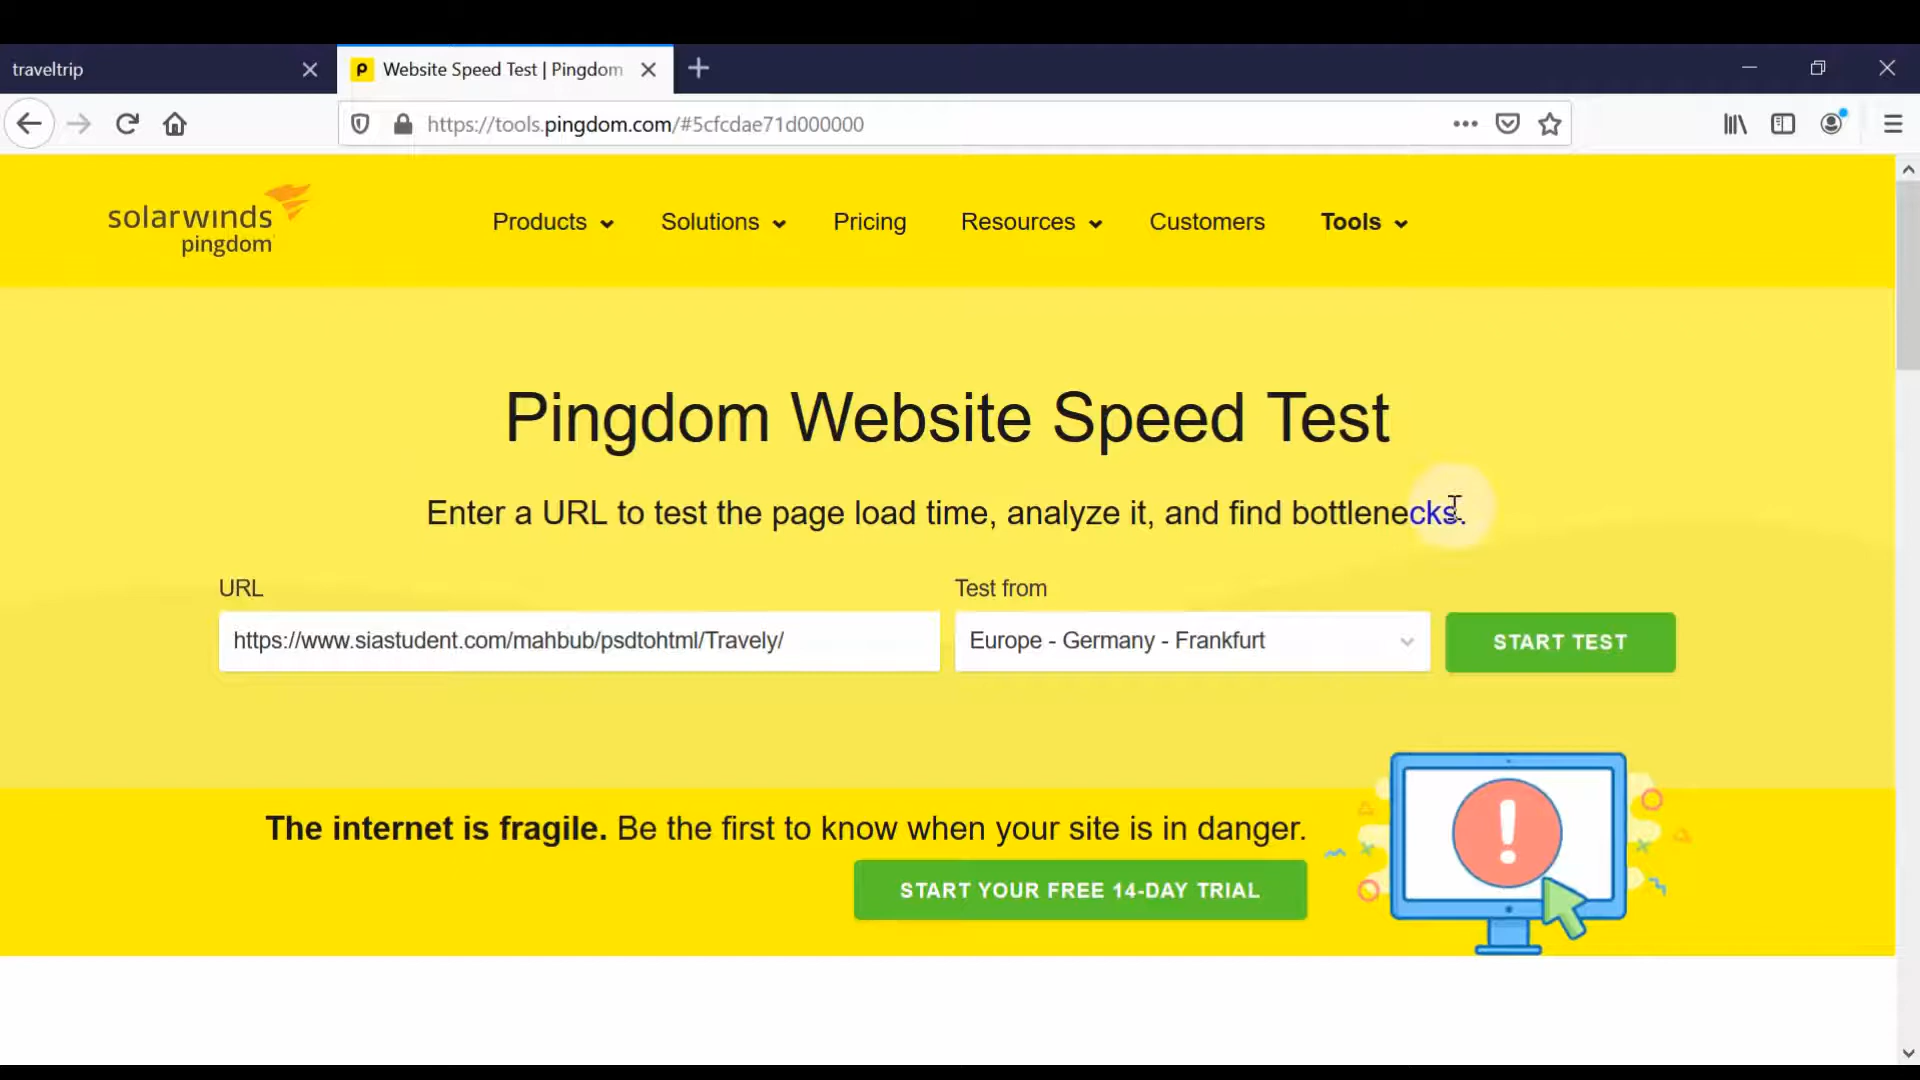 traveltrip
Website Speed Test | Pingdom
https://tools.pingdom.com/#5cfcdae71d000000
solarwinds
pingdom
Products
Solutions
Pricing
Resources
Customers
Tools
Pingdom Website Speed Test
Enter a URL to test the page load time, analyze it, and find bottlenecks.
URL
Test from
https://www.siastudent.com/mahbub/psdtohtml/Travely/
Europe - Germany - Frankfurt
START TEST
The internet is fragile. Be the first to know when your site is in danger.
START YOUR FREE 14-DAY TRIAL